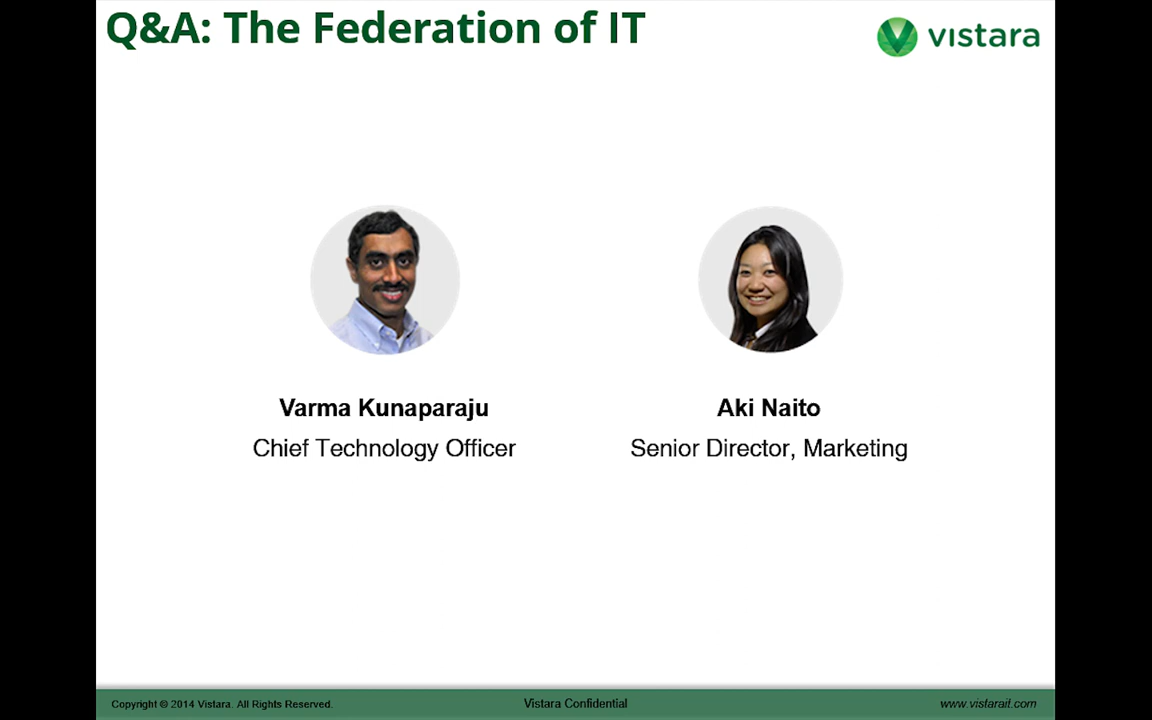 Q&A: The Federation of IT
vistara
Varma Kunaparaju
Aki Naito
Chief Technology Officer
Senior Director, Marketing
Copyright © 2014 Vistara. All Rights Reserved.
Vistara Confidential
www.vistarait.com